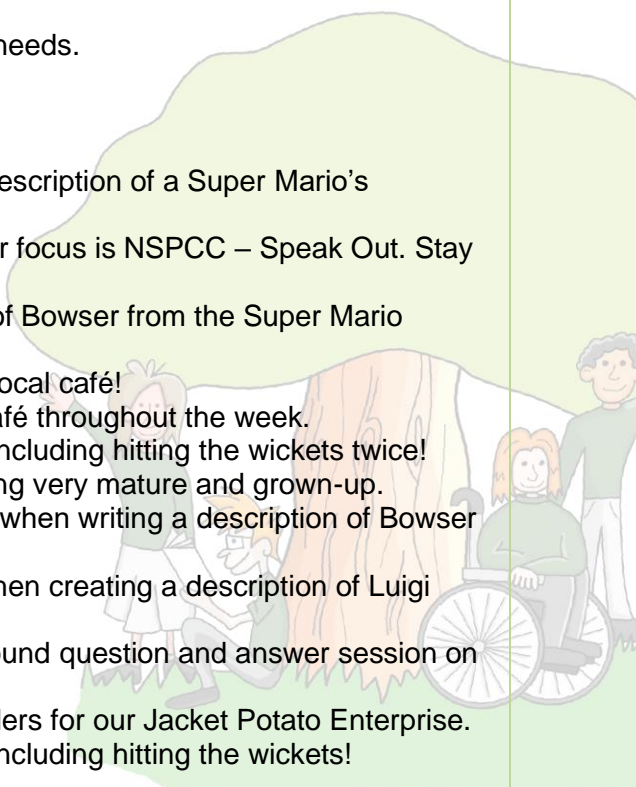 needs.
escription of a Super Mario's
r focus is NSPCC – Speak Out. Stay
of Bowser from the Super Mario
ocal café!
afé throughout the week.
ncluding hitting the wickets twice!
ng very mature and grown-up.
when writing a description of Bowser
hen creating a description of Luigi
ound question and answer session on
ders for our Jacket Potato Enterprise.
ncluding hitting the wickets!